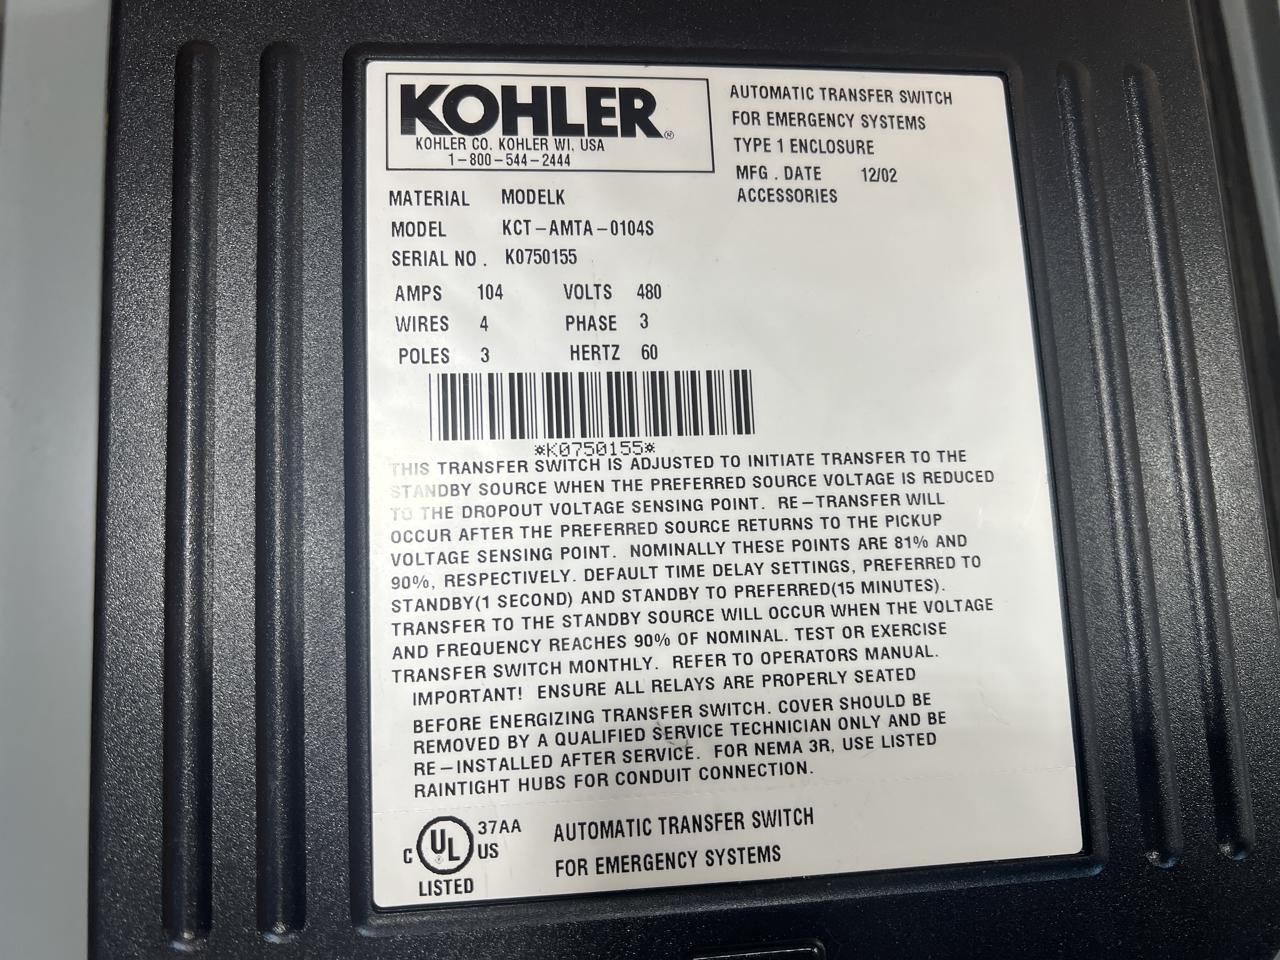 KOHLER®
KOHLER CO. KOHLER WI, USA
1-800-544-2444
AUTOMATIC TRANSFER SWITCH
FOR EMERGENCY SYSTEMS
TYPE 1 ENCLOSURE
MFG . DATE 12/02
ACCESSORIES
MATERIAL MODELK
MODEL KCT-AMTA-0104S
SERIAL NO . K0750155
AMPS 104 VOLTS 480
WIRES 4 PHASE 3
POLES 3 HERTZ 60
*K0750155*
THIS TRANSFER SWITCH IS ADJUSTED TO INITIATE TRANSFER TO THE
STANDBY SOURCE WHEN THE PREFERRED SOURCE VOLTAGE IS REDUCED
TO THE DROPOUT VOLTAGE SENSING POINT. RE-TRANSFER WILL
OCCUR AFTER THE PREFERRED SOURCE RETURNS TO THE PICKUP
VOLTAGE SENSING POINT. NOMINALLY THESE POINTS ARE 81% AND
90%, RESPECTIVELY. DEFAULT TIME DELAY SETTINGS, PREFERRED TO
STANDBY(1 SECOND) AND STANDBY TO PREFERRED(15 MINUTES).
TRANSFER TO THE STANDBY SOURCE WILL OCCUR WHEN THE VOLTAGE
AND FREQUENCY REACHES 90% OF NOMINAL. TEST OR EXERCISE
TRANSFER SWITCH MONTHLY. REFER TO OPERATORS MANUAL.
IMPORTANT! ENSURE ALL RELAYS ARE PROPERLY SEATED
BEFORE ENERGIZING TRANSFER SWITCH. COVER SHOULD BE
REMOVED BY A QUALIFIED SERVICE TECHNICIAN ONLY AND BE
RE-INSTALLED AFTER SERVICE. FOR NEMA 3R, USE LISTED
RAINTIGHT HUBS FOR CONDUIT CONNECTION.
C UL ® US 37AA
LISTED
AUTOMATIC TRANSFER SWITCH
FOR EMERGENCY SYSTEMS